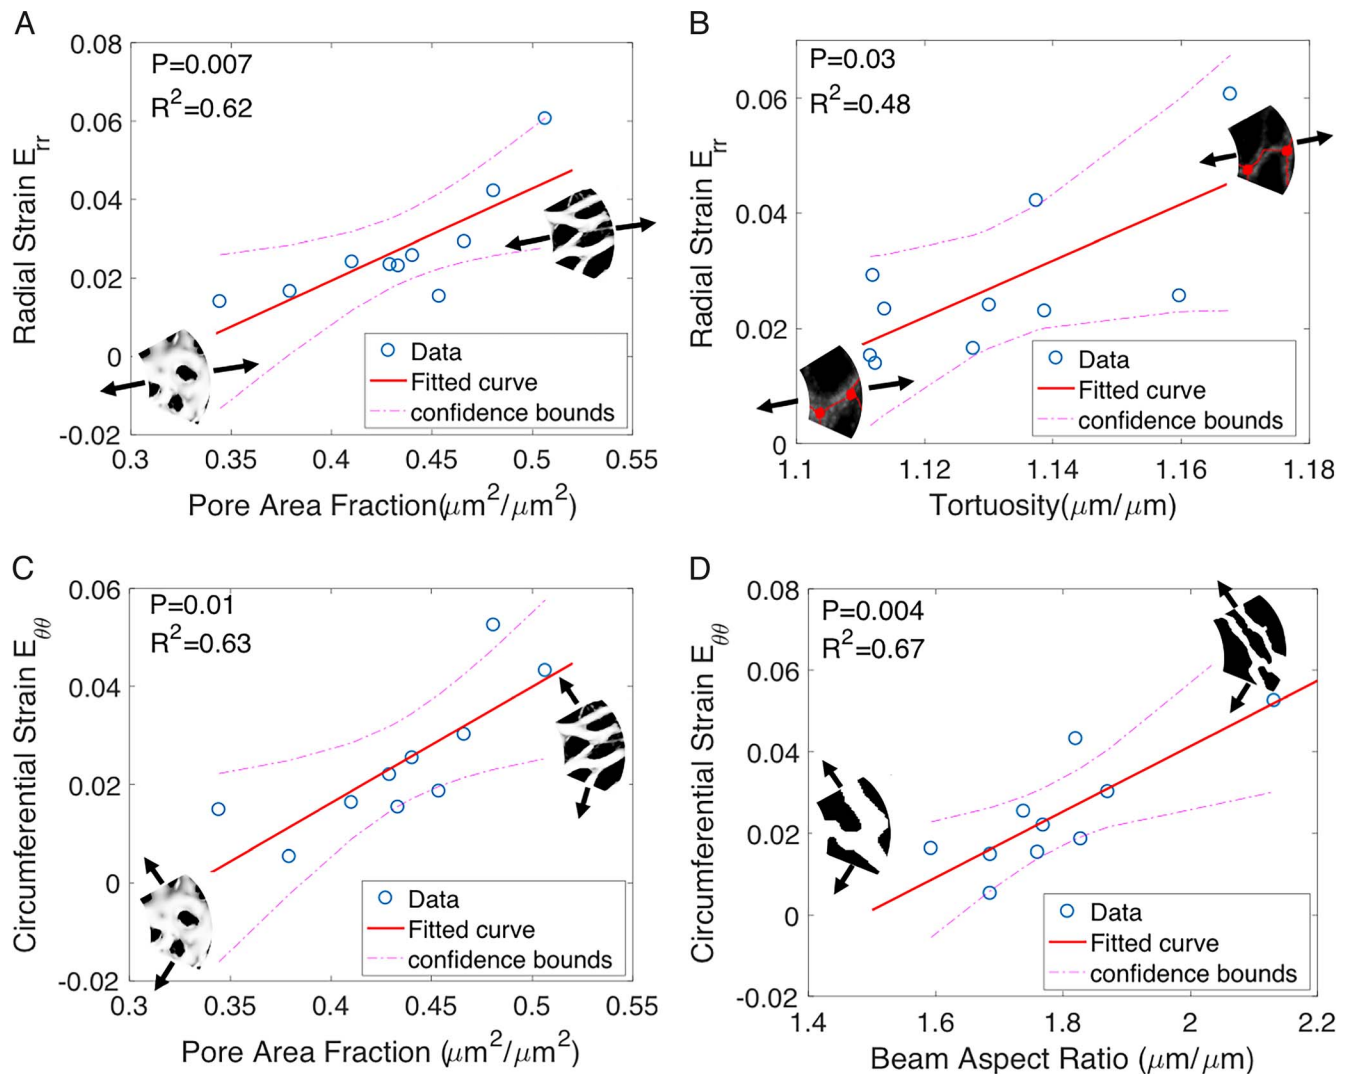 A
0.08
P=0.007
R²=0.62
0.06
0.04
0.02
0
-0.02
Radial Strain E_rr
Data
Fitted curve
confidence bounds
0.3 0.35 0.4 0.45 0.5 0.55
Pore Area Fraction(μm²/μm²)
B
P=0.03
R²=0.48
0.06
0.04
0.02
0
Radial Strain E_rr
Data
Fitted curve
confidence bounds
1.1 1.12 1.14 1.16 1.18
Tortuosity(μm/μm)
C
0.06
P=0.01
R²=0.63
0.04
0.02
0
-0.02
Circumferential Strain E_θθ
Data
Fitted curve
confidence bounds
0.3 0.35 0.4 0.45 0.5 0.55
Pore Area Fraction (μm²/μm²)
D
0.08
P=0.004
R²=0.67
0.06
0.04
0.02
0
-0.02
Circumferential Strain E_θθ
Data
Fitted curve
confidence bounds
1.4 1.6 1.8 2 2.2
Beam Aspect Ratio (μm/μm)